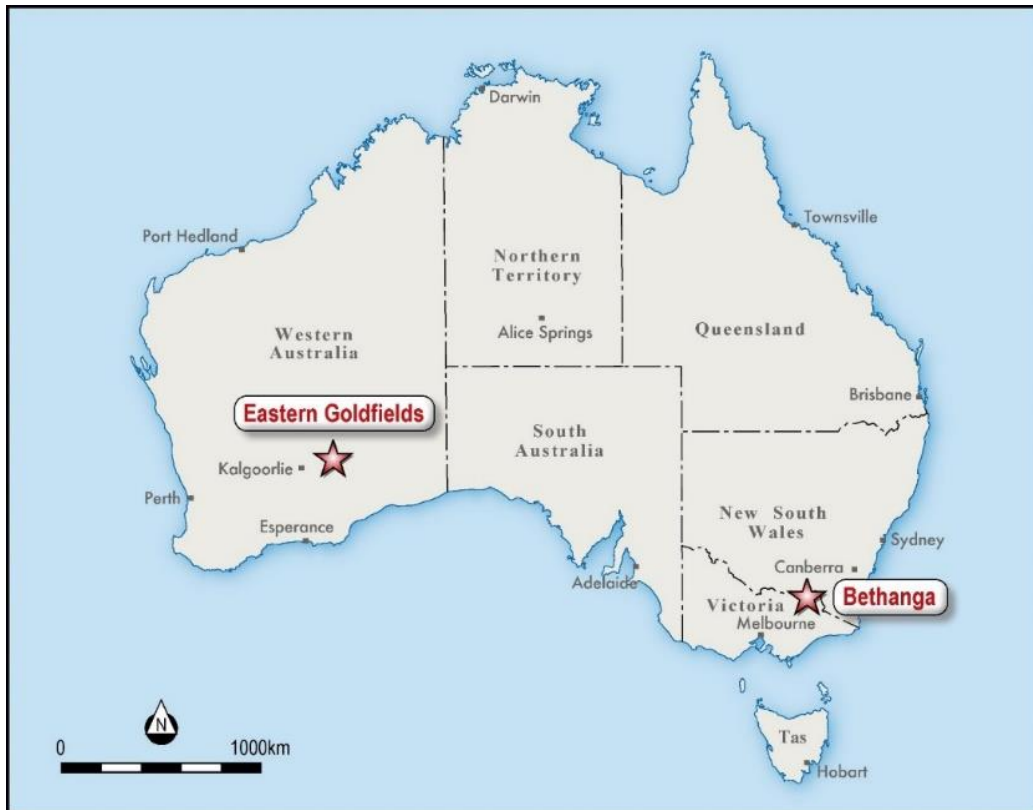 Darwin
Townsville
Port Hedland
Northern
Territory
Alice Springs
Western
Australia
Queensland
Brisbane
Eastern Goldfields
South
Australia
Kalgoorlie
Perth
Esperance
New South
Wales
Sydney
Canberra
Adelaide
Victoria
Bethanga
Melbourne
N
0
1000km
Tas
Hobart